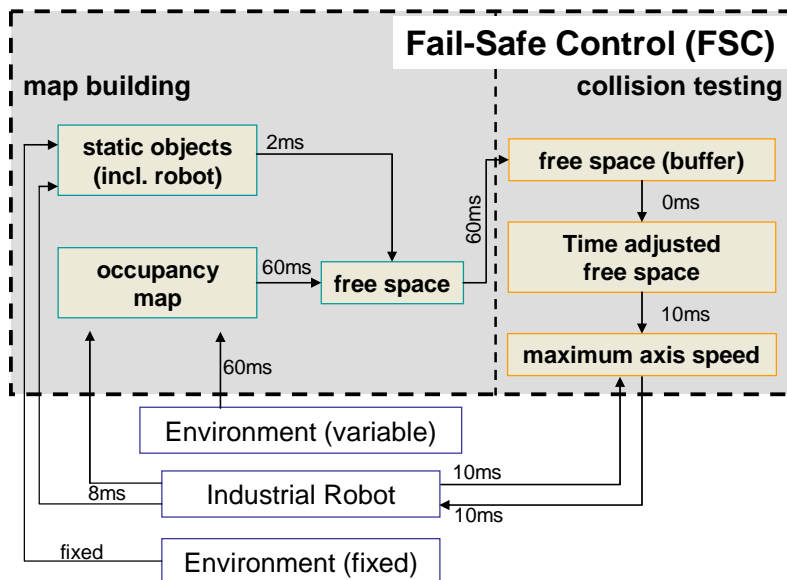 Fail-Safe Control (FSC)
map building
collision testing
static objects
(incl. robot)
2ms
free space (buffer)
0ms
60ms
Time adjusted
free space
occupancy
map
60ms
free space
10ms
maximum axis speed
60ms
Environment (variable)
Industrial Robot
10ms
8ms
10ms
fixed
Environment (fixed)